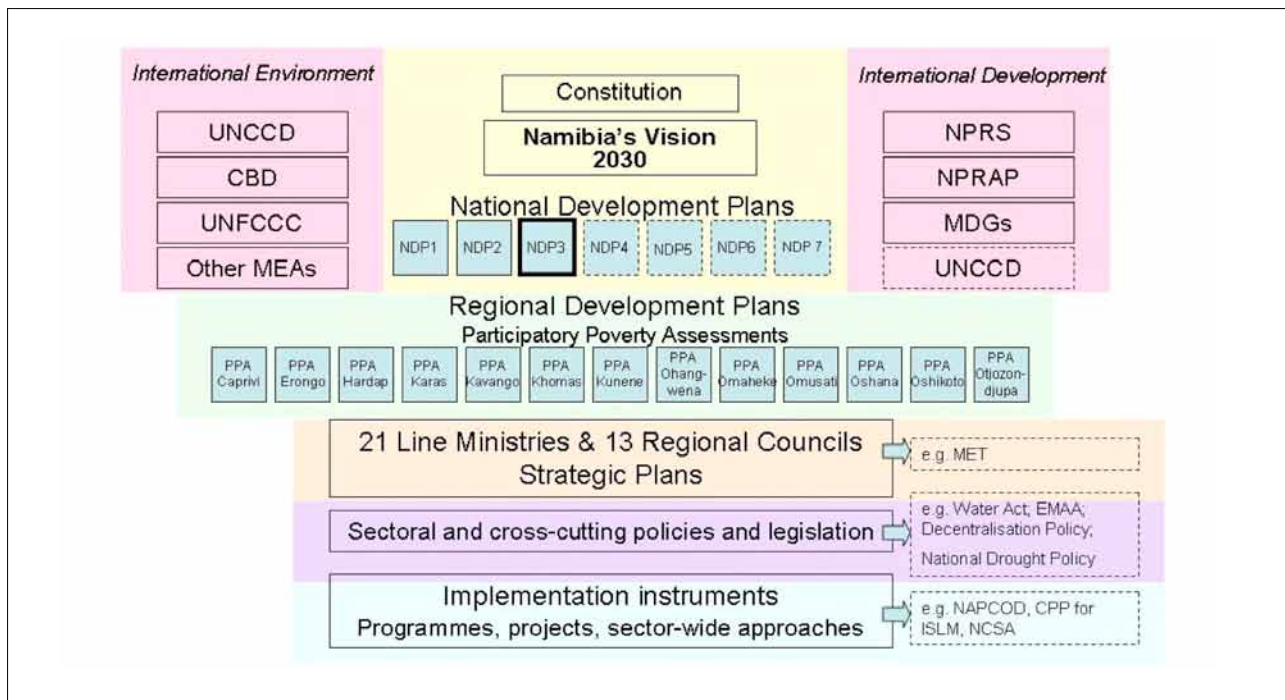 International Environment
UNCCD
CBD
UNFCCC
Other MEAs
Constitution
Namibia's Vision
2030
National Development Plans
NDP1
NDP2
NDP3
NDP4
NDP5
NDP6
NDP 7
International Development
NPRS
NPRAP
MDGs
UNCCD
Regional Development Plans
Participatory Poverty Assessments
PPA
Caprivi
PPA
Erongo
PPA
Hardap
PPA
Karas
PPA
Kavango
PPA
Khomas
PPA
Kunene
PPA
Ohang-
wena
PPA
Omaheke
PPA
Omusati
PPA
Oshana
PPA
Oshikoto
PPA
Otjozon-
djupa
21 Line Ministries & 13 Regional Councils
Strategic Plans
e.g. MET
Sectoral and cross-cutting policies and legislation
e.g. Water Act; EMAA;
Decentralisation Policy;
National Drought Policy
Implementation instruments
Programmes, projects, sector-wide approaches
e.g. NAPCOD, CPP for
ISLM, NCSA